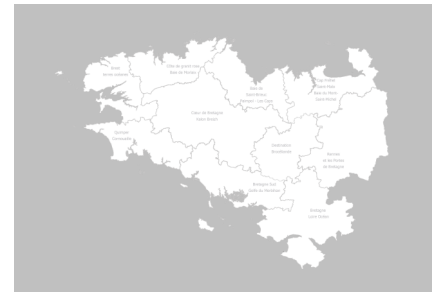 Brest
Terres océanes
Côte de granit rose
Baie de Morlaix
Baie de
Saint-Brieuc
Paimpol - Les Caps
Cap Fréhel
Saint-Malo
Baie du Mont-
Saint-Michel
Quimper
Cornouaille
Cœur de Bretagne
Kalon Breizh
Destination
Brocéliande
Rennes
et les Portes
de Bretagne
Bretagne Sud
Golfe du Morbihan
Bretagne
Loire Océan